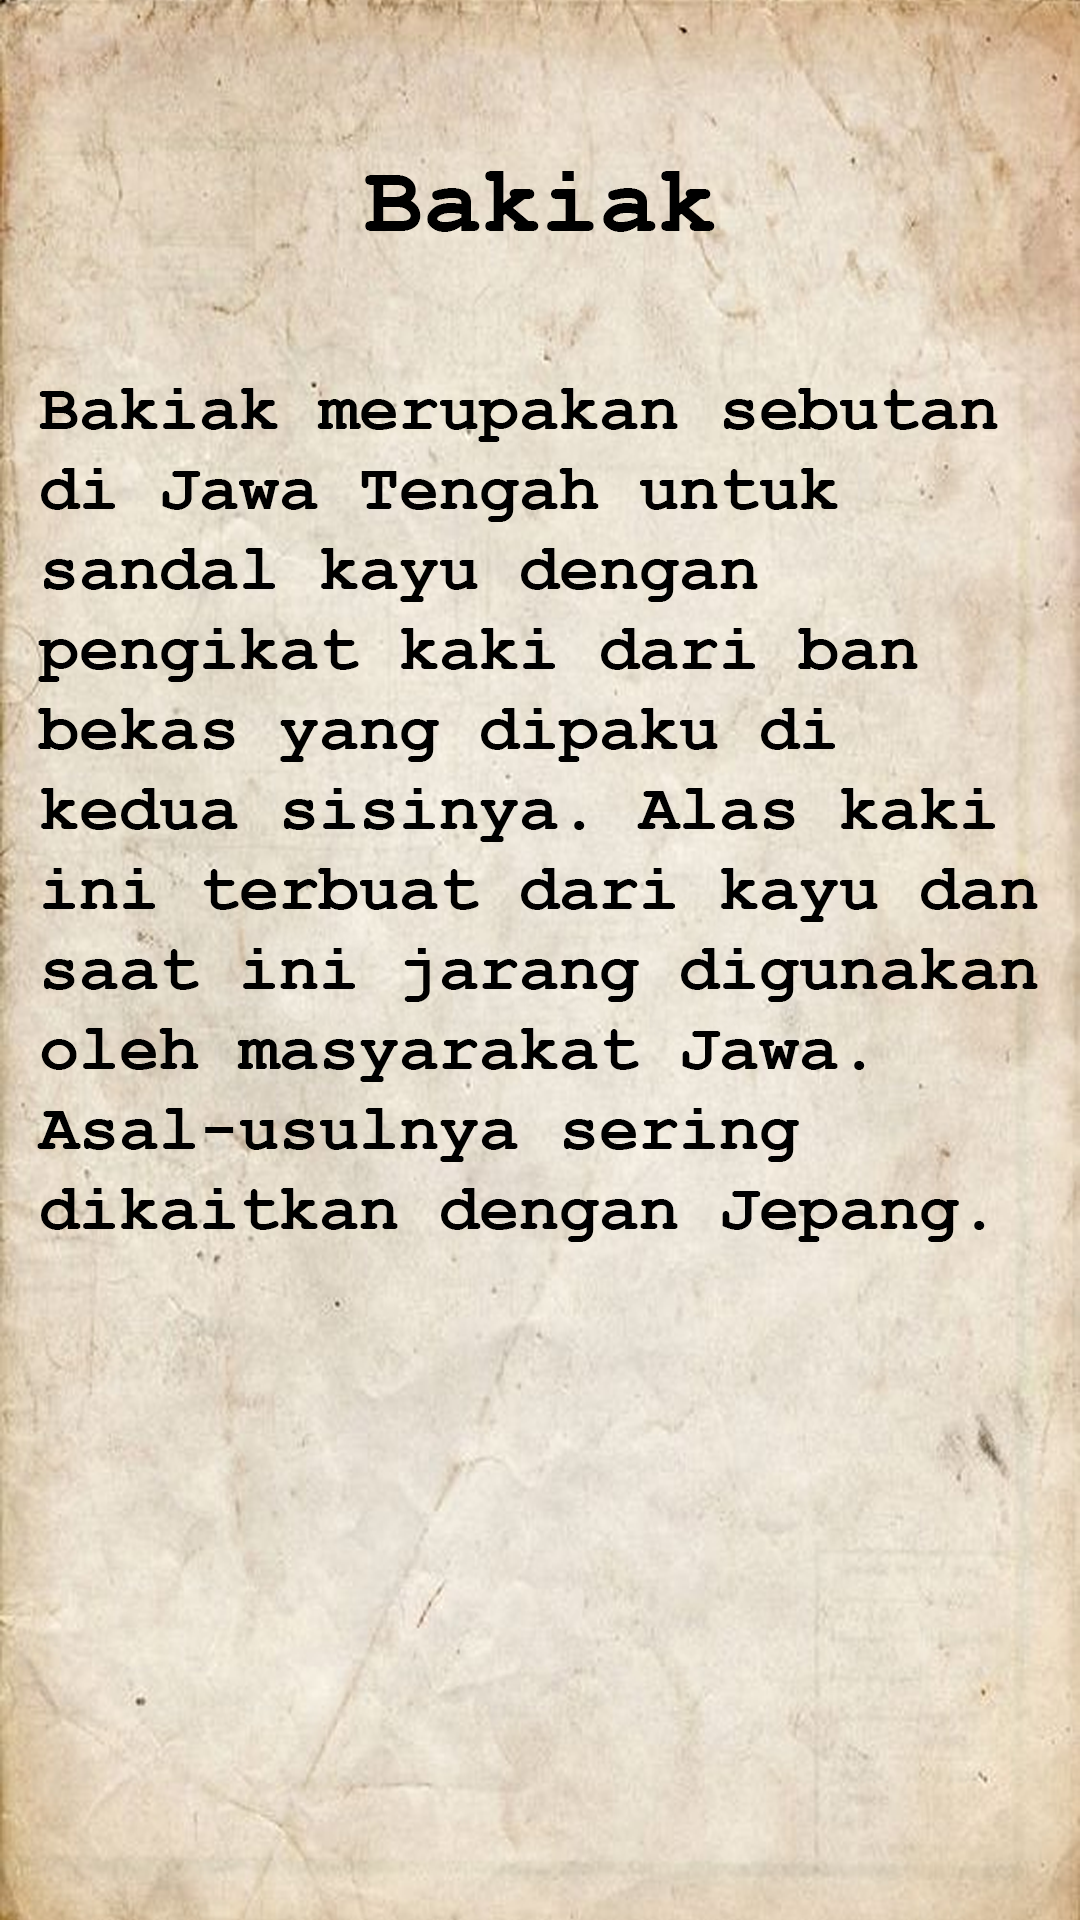 Bakiak
Bakiak merupakan sebutan
di Jawa Tengah untuk
sandal kayu dengan
pengikat kaki dari ban
bekas yang dipaku di
kedua sisinya. Alas kaki
ini terbuat dari kayu dan
saat ini jarang digunakan
oleh masyarakat Jawa.
Asal-usulnya sering
dikaitkan dengan Jepang.